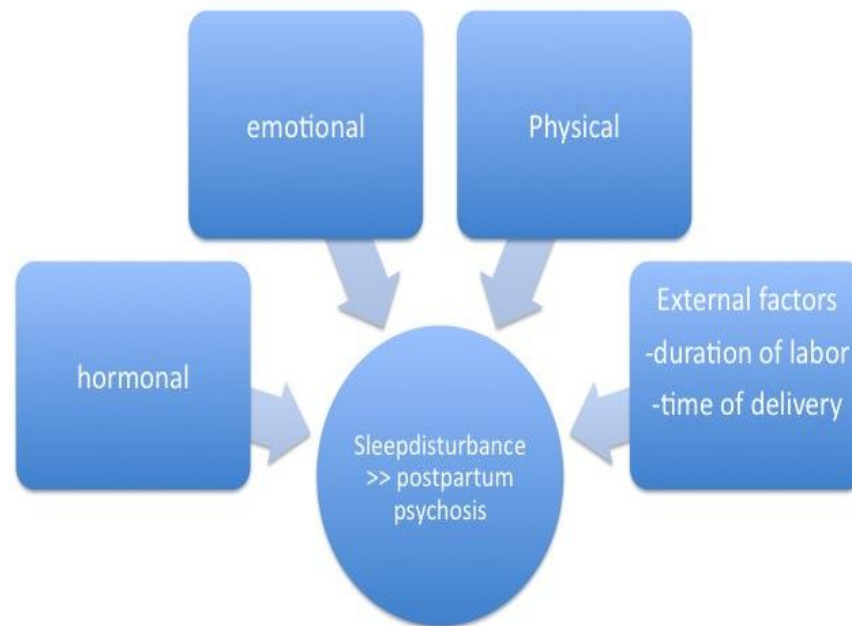 emotional
Physical
hormonal
External factors
-duration of labor
-time of delivery
Sleepdisturbance
>> postpartum
psychosis